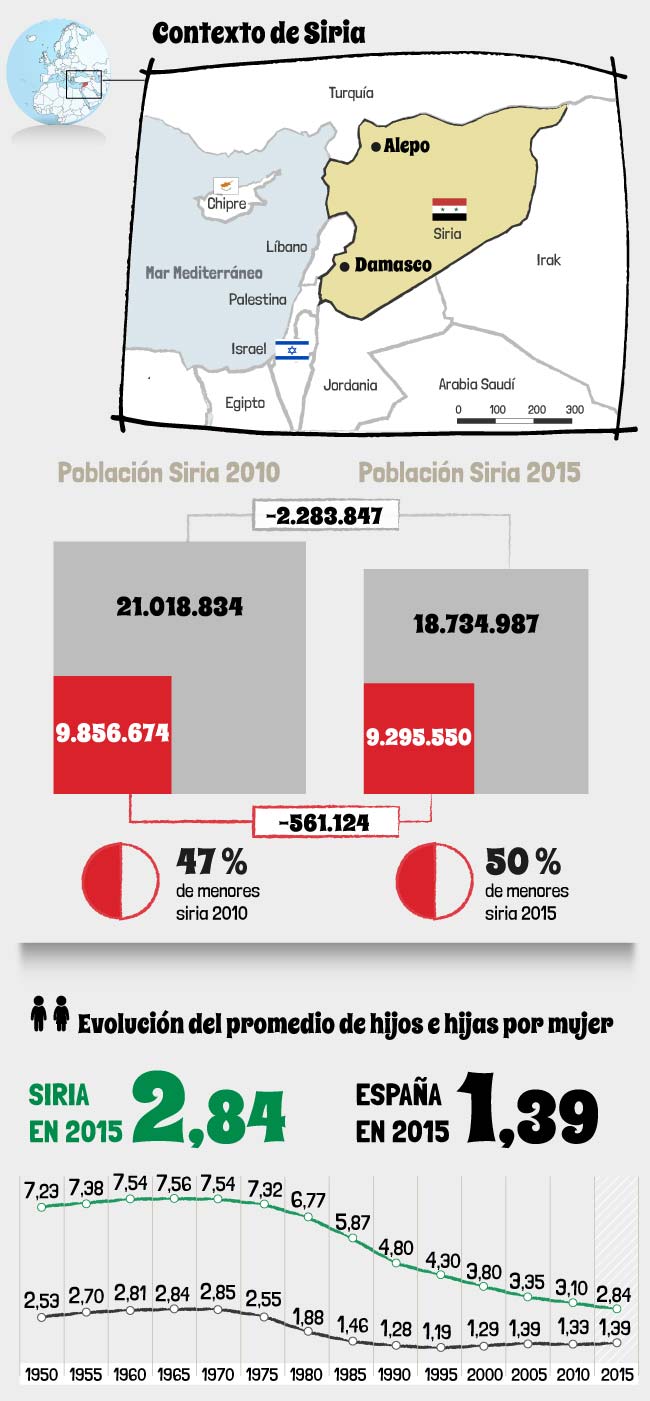 Contexto de Siria
Turquía
Alepo
Chipre
Siria
Líbano
Irak
Mar Mediterráneo
Damasco
Palestina
Israel
Jordania
Arabia Saudí
Egipto
0 100 200 300
Población Siria 2010
Población Siria 2015
-2.283.847
21.018.834
18.734.987
9.856.674
9.295.550
-561.124
47 %
de menores
siria 2010
50 %
de menores
siria 2015
Evolución del promedio de hijos e hijas por mujer
SIRIA
EN 2015
2,84
ESPAÑA
EN 2015
1,39
7,23 7,38 7,54 7,56 7,54 7,32 6,77 5,87 4,80 4,30 3,80 3,35 3,10 2,84
2,53 2,70 2,81 2,84 2,85 2,55 1,88 1,46 1,28 1,19 1,29 1,39 1,33 1,39
1950 1955 1960 1965 1970 1975 1980 1985 1990 1995 2000 2005 2010 2015